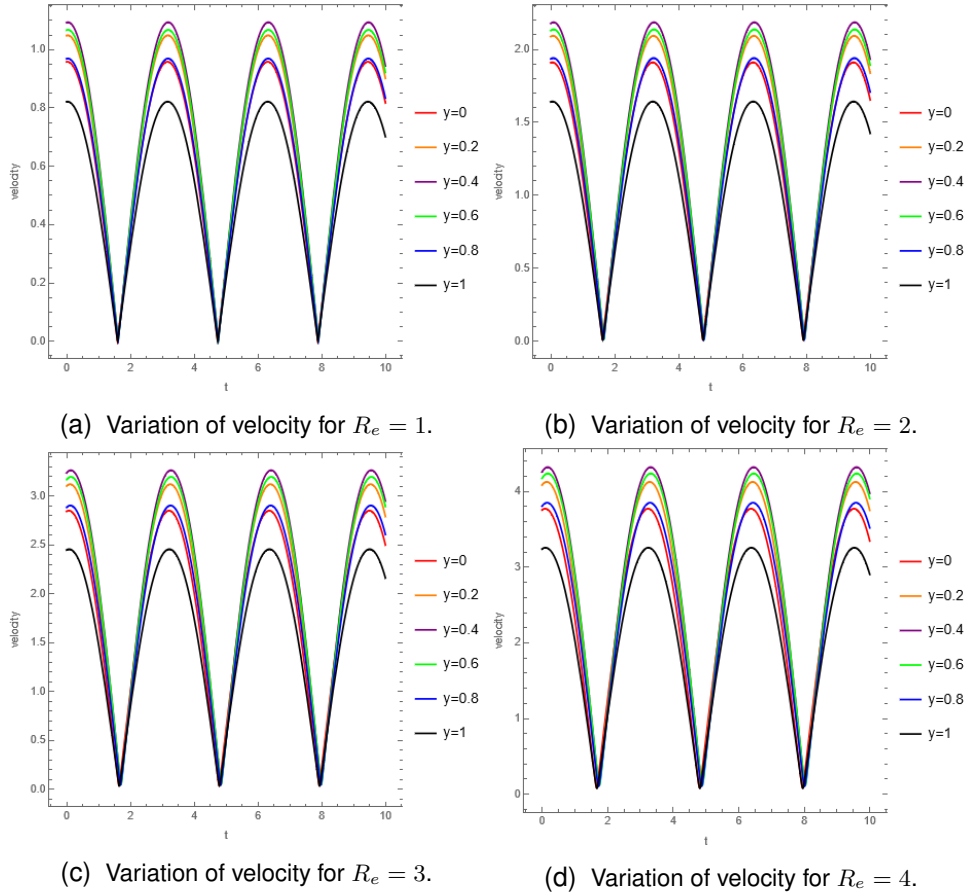 1.0
0.8
0.6
0.4
0.2
0.0
velocity
0 2 4 6 8 10
t
y=0
y=0.2
y=0.4
y=0.6
y=0.8
y=1
(a) Variation of velocity for R_e = 1.
2.0
1.5
1.0
0.5
0.0
velocity
0 2 4 6 8 10
t
y=0
y=0.2
y=0.4
y=0.6
y=0.8
y=1
(b) Variation of velocity for R_e = 2.
3.0
2.5
2.0
1.5
1.0
0.5
0.0
velocity
0 2 4 6 8 10
t
y=0
y=0.2
y=0.4
y=0.6
y=0.8
y=1
(c) Variation of velocity for R_e = 3.
4
3
2
1
0
velocity
0 2 4 6 8 10
t
y=0
y=0.2
y=0.4
y=0.6
y=0.8
y=1
(d) Variation of velocity for R_e = 4.